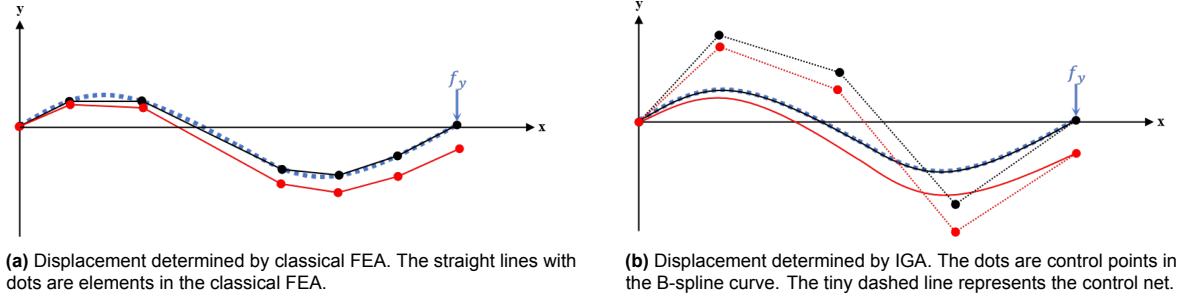 y
f_y
x
(a) Displacement determined by classical FEA. The straight lines with
dots are elements in the classical FEA.
y
f_y
x
(b) Displacement determined by IGA. The dots are control points in
the B-spline curve. The tiny dashed line represents the control net.